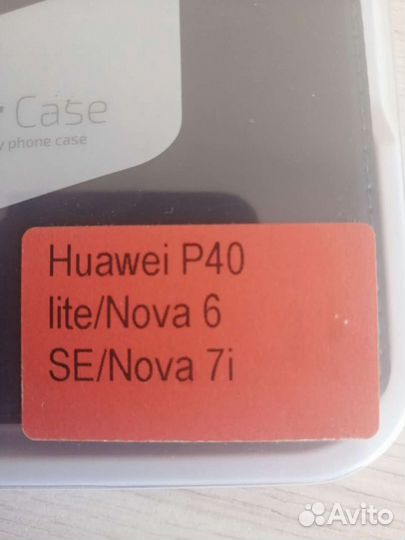 Case
phone case
Huawei P40
lite/Nova 6
SE/Nova 7i
Avito